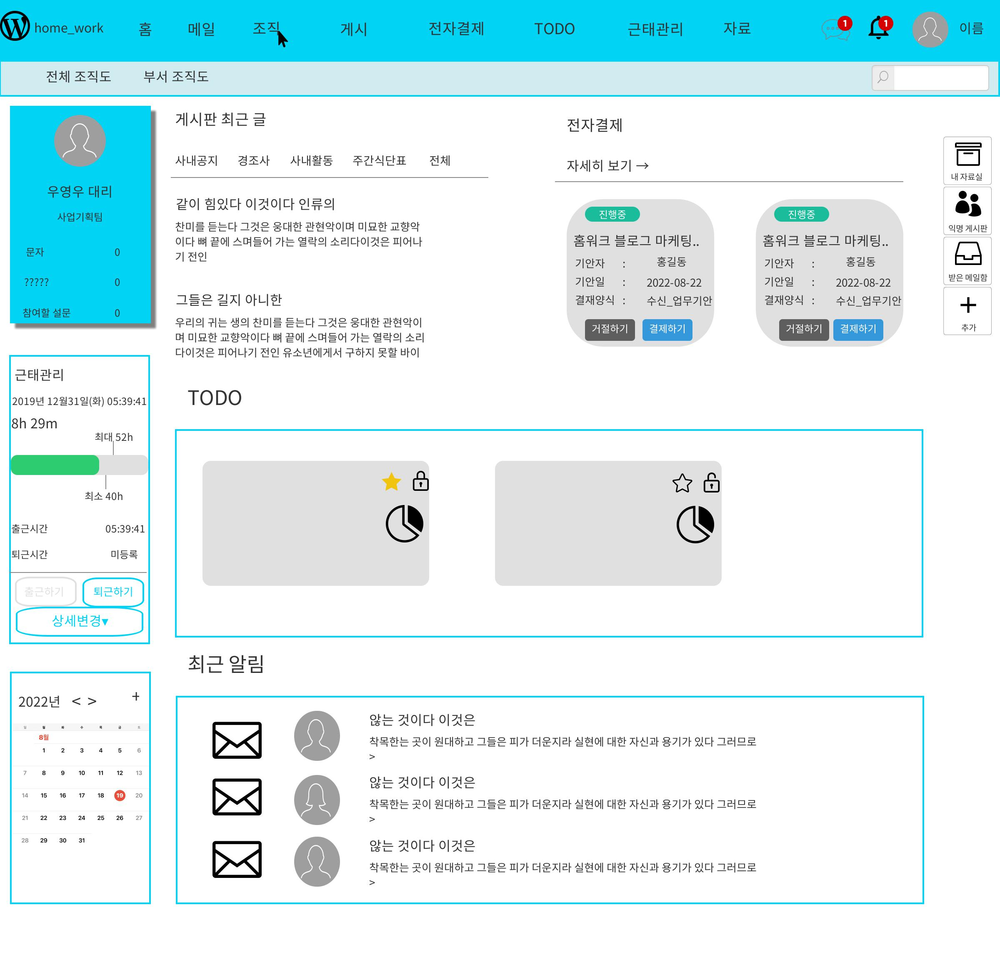 home_work 홈 메일 조직 게시 전자결제 TODO 근태관리 자료 1 1 이름
전체 조직도 부서 조직도
우영우 대리
사업기획팀
문자 0
????? 0
참여할 설문 0
게시판 최근 글
사내공지 경조사 사내활동 주간식단표 전체
같이 힘있다 이것이다 인류의
찬미를 듣는다 그것은 웅대한 관현악이며 미묘한 교향악
이다 뼈 끝에 스며들어 가는 열락의 소리다이것은 피어나
기 전인
그들은 길지 아니한
우리의 귀는 생의 찬미를 듣는다 그것은 웅대한 관현악이
며 미묘한 교향악이다 뼈 끝에 스며들어 가는 열락의 소리
다이것은 피어나기 전인 유소년에게서 구하지 못할 바이
전자결제
자세히 보기 →
진행중
홈워크 블로그 마케팅..
기안자 : 홍길동
기안일 : 2022-08-22
결재양식 : 수신_업무기안
거절하기 결제하기
진행중
홈워크 블로그 마케팅..
기안자 : 홍길동
기안일 : 2022-08-22
결재양식 : 수신_업무기안
거절하기 결제하기
내 자료실
익명 게시판
받은 메일함
추가
근태관리
2019년 12월31일(화) 05:39:41
8h 29m
최대 52h
최소 40h
출근시간 05:39:41
퇴근시간 미등록
출근하기 퇴근하기
상세변경▾
TODO
최근 알림
않는 것이다 이것은
착목한는 곳이 원대하고 그들은 피가 더운지라 실현에 대한 자신과 용기가 있다 그러므로
>
않는 것이다 이것은
착목한는 곳이 원대하고 그들은 피가 더운지라 실현에 대한 자신과 용기가 있다 그러므로
>
않는 것이다 이것은
착목한는 곳이 원대하고 그들은 피가 더운지라 실현에 대한 자신과 용기가 있다 그러므로
>
2022년 < > +
일 월 화 수 목 금 토
8월
1 2 3 4 5 6
7 8 9 10 11 12 13
14 15 16 17 18 19 20
21 22 23 24 25 26 27
28 29 30 31